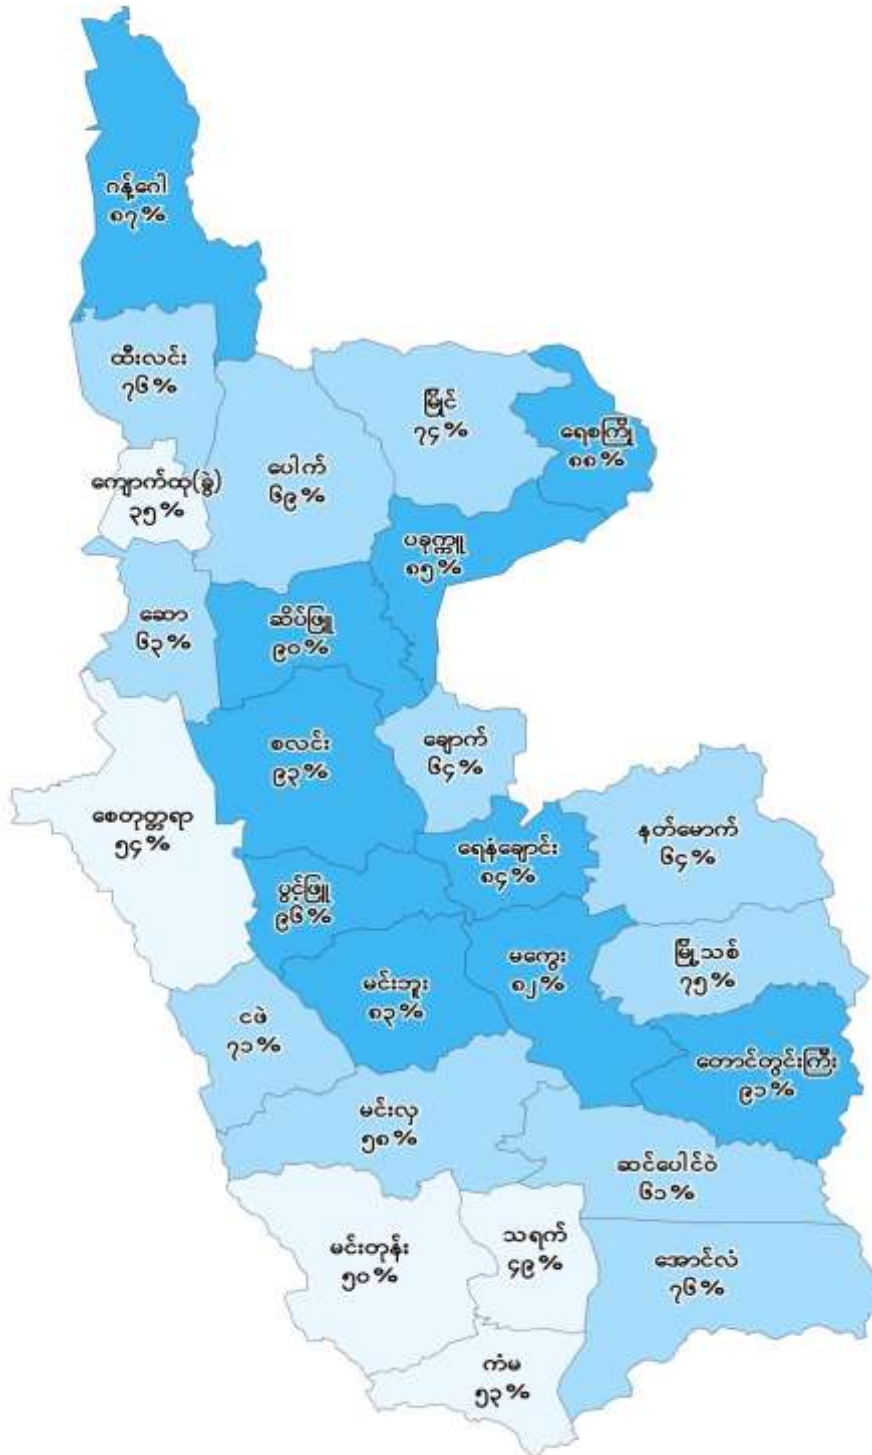 ဂန့်ဂေါ
၈၇%
ထီးလင်း
၇၆%
မြိုင်
၇၄%
ရေစကြို
၈၈%
ပေါက်
၆၉%
ကျောက်ထု(ခွဲ)
၃၅%
ပခုက္ကူ
၈၅%
ဆော
၆၃%
ဆိပ်ဖြူ
၉၀%
စလင်း
၉၃%
ချောက်
၆၄%
စေတုတ္တရာ
၅၄%
ရေနံချောင်း
၈၄%
နတ်မောက်
၆၄%
ပွင့်ဖြူ
၉၆%
မြို့သစ်
၇၅%
မကွေး
၈၂%
မင်းဘူး
၈၃%
ငဖဲ
၇၁%
တောင်တွင်းကြီး
၉၁%
မင်းလှ
၅၈%
ဆင်ပေါင်ဝဲ
၆၁%
မင်းတုန်း
၅၀%
သရက်
၄၉%
အောင်လံ
၇၆%
ကံမ
၅၃%